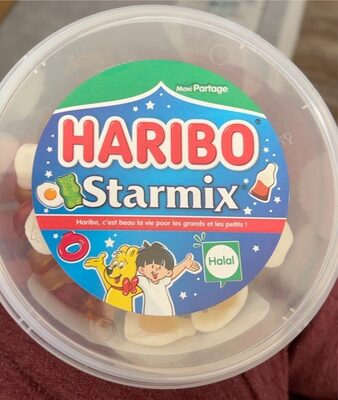 Maxi Partage
HARIBO
Starmix
Haribo, c'est beau la vie pour les grands et les petits !
Halal